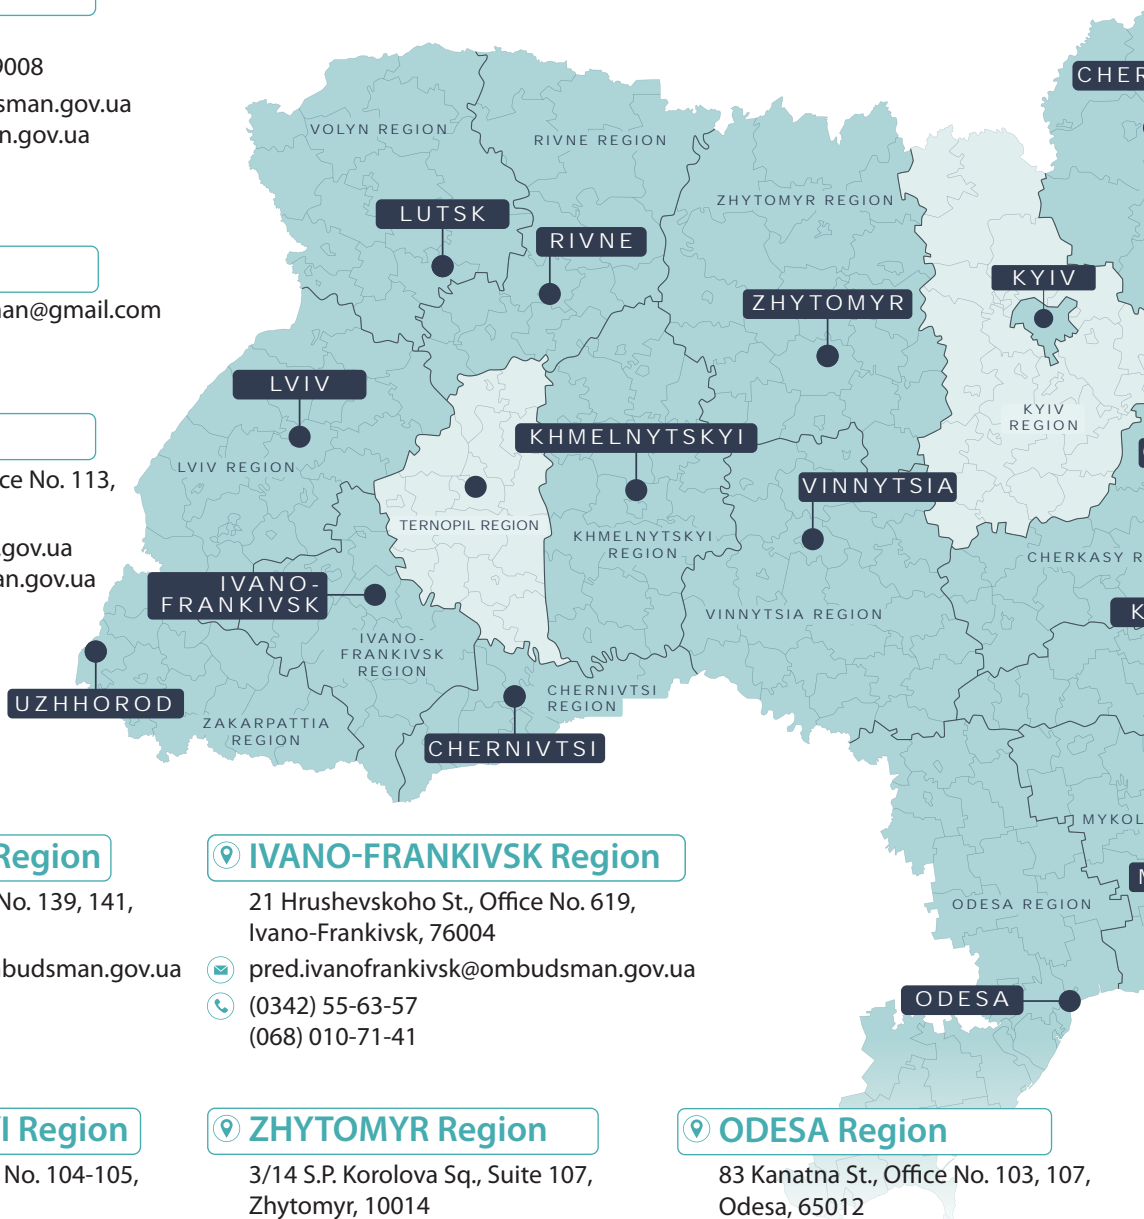 9008
sman.gov.ua
n.gov.ua
an@gmail.com
ce No. 113,
.gov.ua
an.gov.ua
CHER
VOLYN REGION
RIVNE REGION
ZHYTOMYR REGION
LUTSK
RIVNE
KYIV
ZHYTOMYR
LVIV
KYIV
REGION
KHMELNYTSKYI
LVIV REGION
VINNYTSIA
TERNOPIL REGION
KHMELNYTSKYI
REGION
CHERKASY R
IVANO-
FRANKIVSK
VINNYTSIA REGION
K
IVANO-
FRANKIVSK
REGION
UZHHOROD
CHERNIVTSI
REGION
ZAKARPATTIA
REGION
CHERNIVTSI
MYKOL
ODESA REGION
ODESA
Region
No. 139, 141,
budsman.gov.ua
IVANO-FRANKIVSK Region
21 Hrushevskoho St., Office No. 619,
Ivano-Frankivsk, 76004
pred.ivanofrankivsk@ombudsman.gov.ua
(0342) 55-63-57
(068) 010-71-41
I Region
No. 104-105,
ZHYTOMYR Region
3/14 S.P. Korolova Sq., Suite 107,
Zhytomyr, 10014
ODESA Region
83 Kanatna St., Office No. 103, 107,
Odesa, 65012